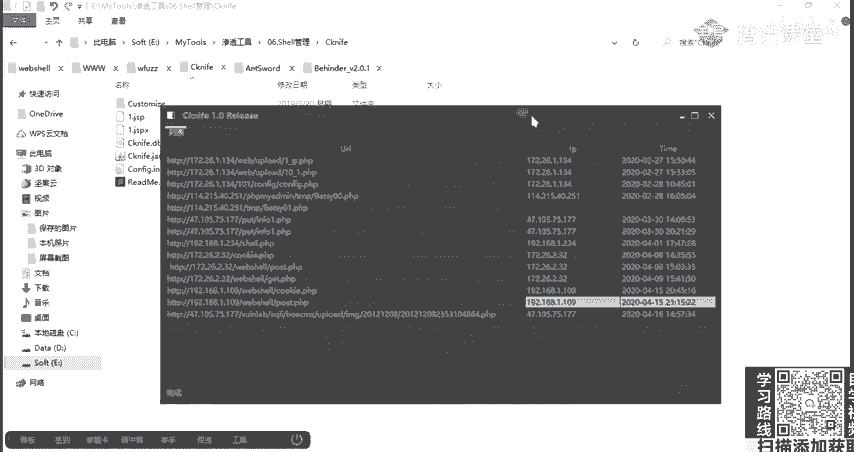 E:\MyTools\渗透工具\06.Shell管理\Cknife
主页 共享 查看
此电脑 > Soft (E:) > MyTools > 渗透工具 > 06.Shell管理 > Cknife
webshell WWW wfuzz Cknife AntSword Behinder_v2.0.1
名称 修改日期 类型 大小
快速访问
OneDrive
WPS云文档
此电脑
3D 对象
坚果云
视频
图片
保存的图片
本机照片
屏幕截图
文档
下载
音乐
桌面
本地磁盘 (C:)
Data (D:)
Soft (E:)
网络
Customize
1.jsp
1.jspx
Cknife.db
Cknife.jar
Config.ini
ReadMe.
Cknife 1.0 Release
列表
Url Ip Time
http://172.26.1.134/web/upload/1_g.php 172.26.1.134 2020-02-27 15:30:44
http://172.26.1.134/web/upload/10_1.php 172.26.1.134 2020-02-27 15:33:05
http://172.26.1.134/101/config/config.php 172.26.1.134 2020-02-28 10:45:01
http://114.215.40.251/phpmyadmin/tmp/Betsy00.php 114.215.40.251 2020-02-28 16:05:04
http://114.215.40.251/tmp/Betsy01.php
http://47.105.75.177/put/info1.php 47.105.75.177 2020-03-30 14:06:53
http://47.105.75.177/put/info1.php 47.105.75.177 2020-03-30 20:21:29
http://192.168.1.234/shell.php 192.168.1.234 2020-04-01 17:47:28
http://172.26.2.32/cookie.php 172.26.2.32 2020-04-09 14:35:55
http://172.26.2.32/webshell/post.php 172.26.2.32 2020-04-09 15:03:35
http://172.26.2.32/webshell/get.php 172.26.2.32 2020-04-09 15:41:50
http://192.168.1.109/webshell/cookie.php 192.168.1.109 2020-04-15 20:45:16
http://192.168.1.109/webshell/post.php 192.168.1.109 2020-04-15 21:15:22
http://47.105.75.177/vulnlab/sqli/freecms/upload/img/20121208/201212082353104864.php 47.105.75.177 2020-04-16 14:57:34
完成
工具
学习路线
扫描添加获取